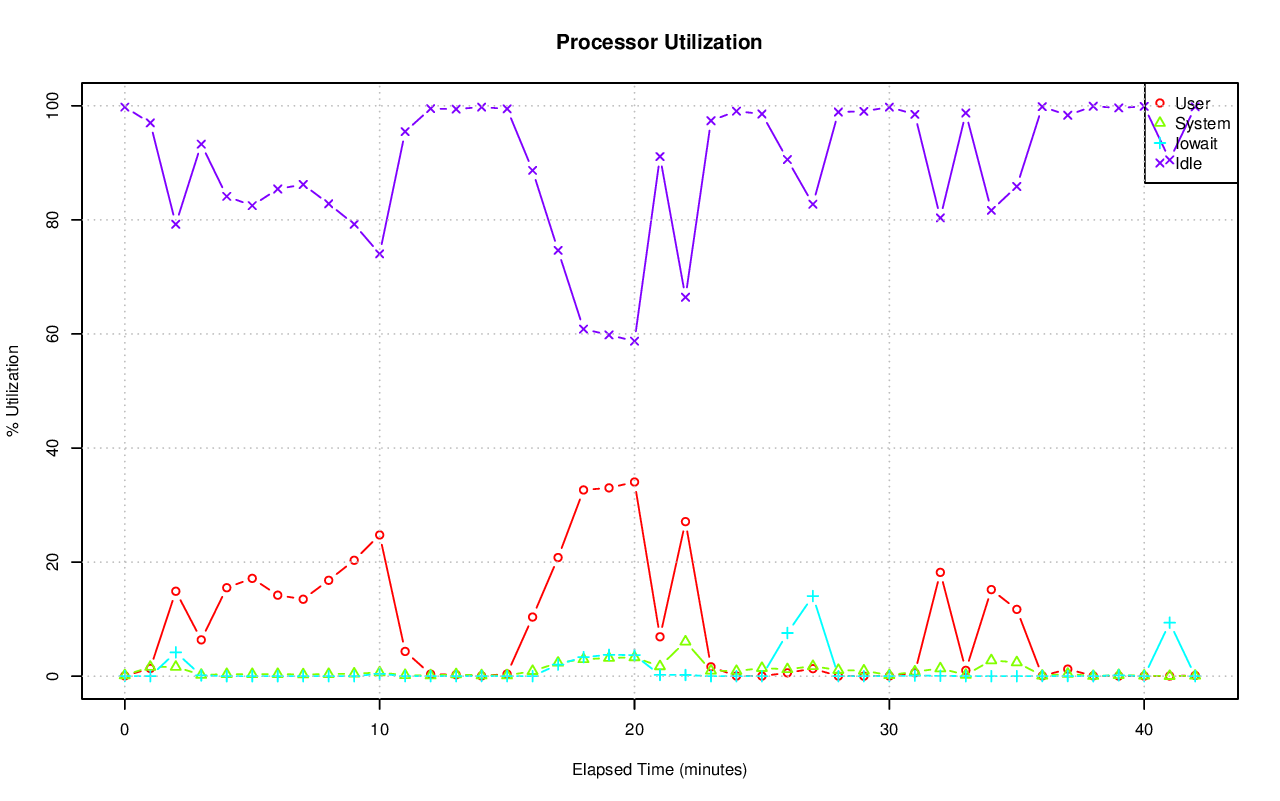 Processor Utilization
User
System
Iowait
Idle
% Utilization
100
80
60
40
20
0
0 10 20 30 40
Elapsed Time (minutes)